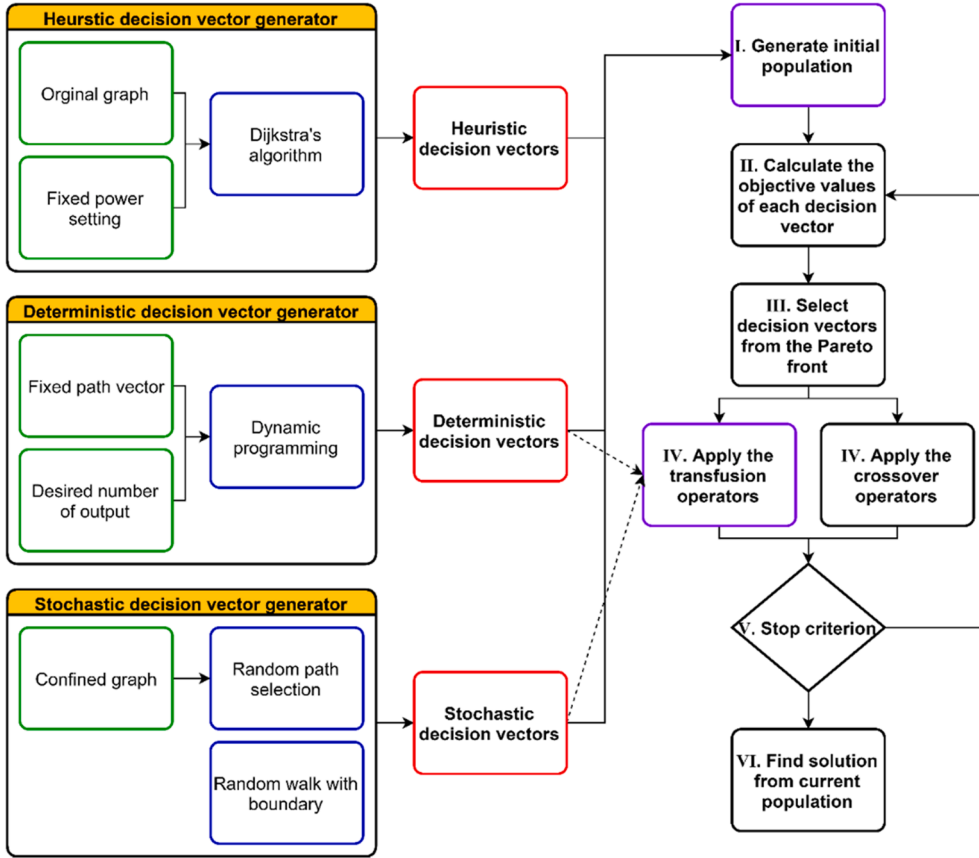 Heurstic decision vector generator
Orginal graph
Fixed power
setting
Dijkstra's
algorithm
Heuristic
decision vectors
Deterministic decision vector generator
Fixed path vector
Desired number
of output
Dynamic
programming
Deterministic
decision vectors
Stochastic decision vector generator
Confined graph
Random path
selection
Random walk with
boundary
Stochastic
decision vectors
I. Generate initial
population
II. Calculate the
objective values
of each decision
vector
III. Select
decision vectors
from the Pareto
front
IV. Apply the
transfusion
operators
IV. Apply the
crossover
operators
V. Stop criterion
VI. Find solution
from current
population